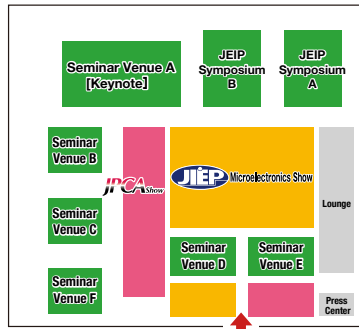 Seminar Venue A
[Keynote]
JEIP
Symposium
B
JEIP
Symposium
A
Seminar
Venue B
JPCA Show
JIEP Microelectronics Show
Lounge
Seminar
Venue C
Seminar
Venue D
Seminar
Venue E
Seminar
Venue F
Press
Center